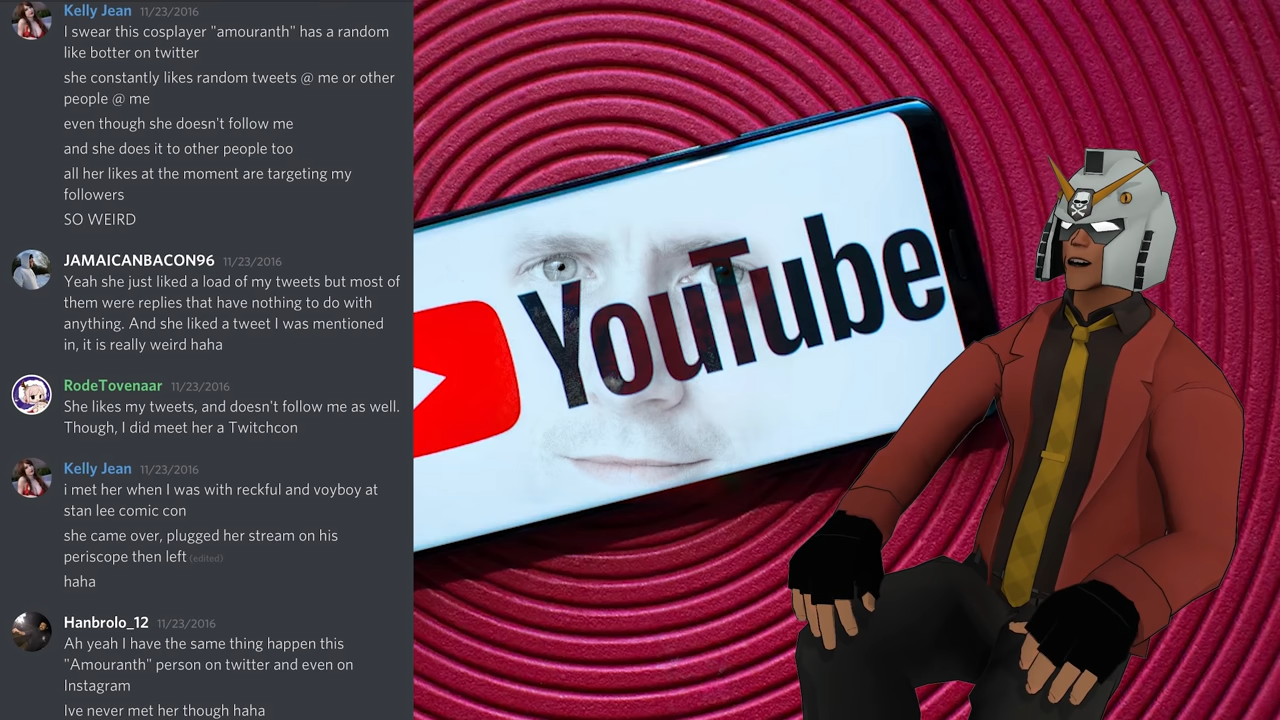 Kelly Jean 11/23/2016
I swear this cosplayer "amouranth" has a random
like botter on twitter
she constantly likes random tweets @ me or other
people @ me
even though she doesn't follow me
and she does it to other people too
all her likes at the moment are targeting my
followers
SO WEIRD
JAMAICANBACON96 11/23/2016
Yeah she just liked a load of my tweets but most of
them were replies that have nothing to do with
anything. And she liked a tweet I was mentioned
in, it is really weird haha
RodeTovenaar 11/23/2016
She likes my tweets, and doesn't follow me as well.
Though, I did meet her a Twitchcon
Kelly Jean 11/23/2016
i met her when I was with reckful and voyboy at
stan lee comic con
she came over, plugged her stream on his
periscope then left (edited)
haha
Hanbrolo_12 11/23/2016
Ah yeah I have the same thing happen this
"Amouranth" person on twitter and even on
Instagram
Ive never met her though haha
YouTube